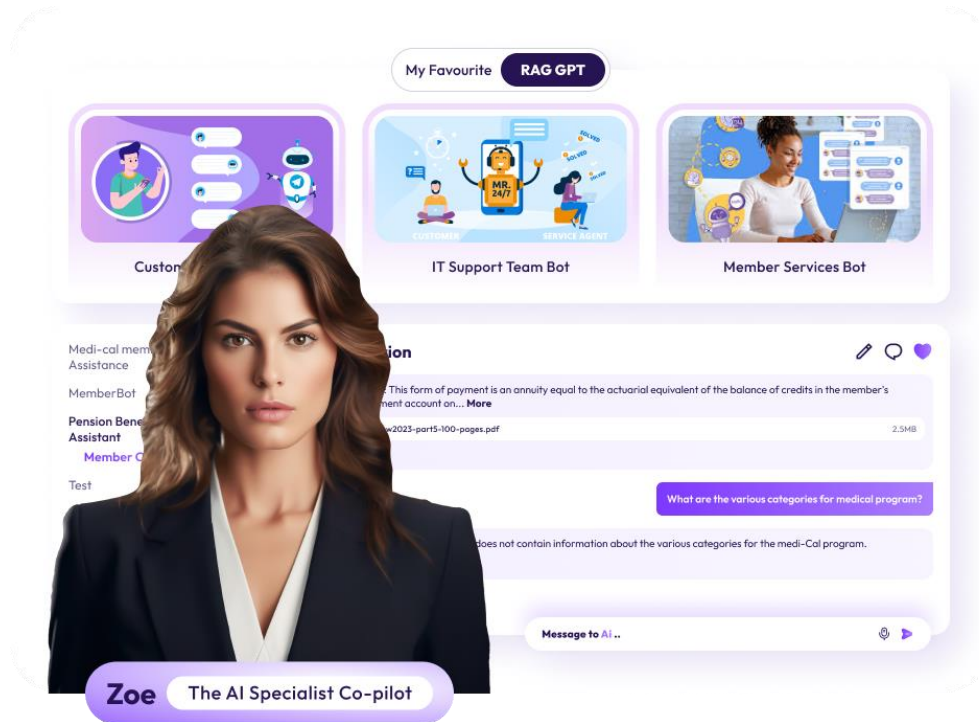 My Favourite RAG GPT
SOLVED
SOLVED
SOLVED
MR.
24/7
CUSTOMER SERVICE AGENT
IT Support Team Bot
Member Services Bot
Medi-cal
Assistance
MemberBot
Pension
Assistant
Member
Test
This form of payment is an annuity equal to the actuarial equivalent of the balance of credits in the member's
account on... More
w2023-part5-100-pages.pdf 2.5MB
What are the various categories for medical program?
does not contain information about the various categories for the medi-Cal program.
Message to Ai ..
Zoe The AI Specialist Co-pilot